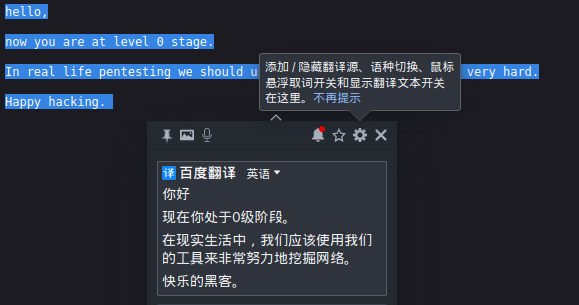 hello,
now you are at level 0 stage.
In real life pentesting we should u
very hard.
Happy hacking.
添加 / 隐藏翻译源、语种切换、鼠标
悬浮取词开关和显示翻译文本开关
在这里。不再提示
译 百度翻译 英语
你好
现在你处于0级阶段。
在现实生活中，我们应该使用我们
的工具来非常努力地挖掘网络。
快乐的黑客。